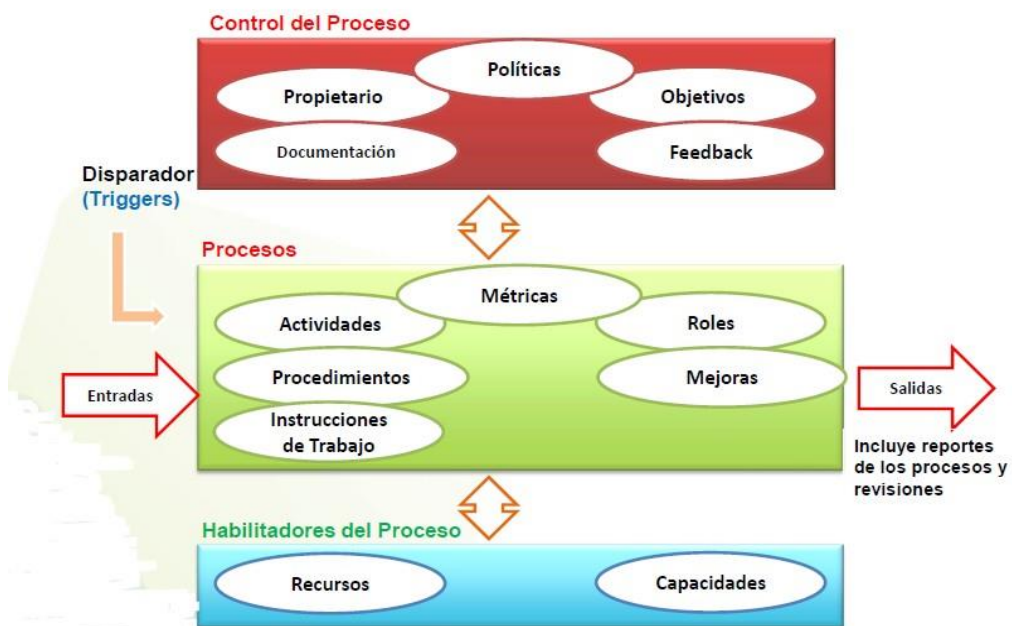 Control del Proceso
Políticas
Propietario
Objetivos
Documentación
Feedback
Disparador
(Triggers)
Procesos
Métricas
Actividades
Roles
Procedimientos
Mejoras
Entradas
Salidas
Instrucciones
de Trabajo
Incluye reportes
de los procesos y
revisiones
Habilitadores del Proceso
Recursos
Capacidades